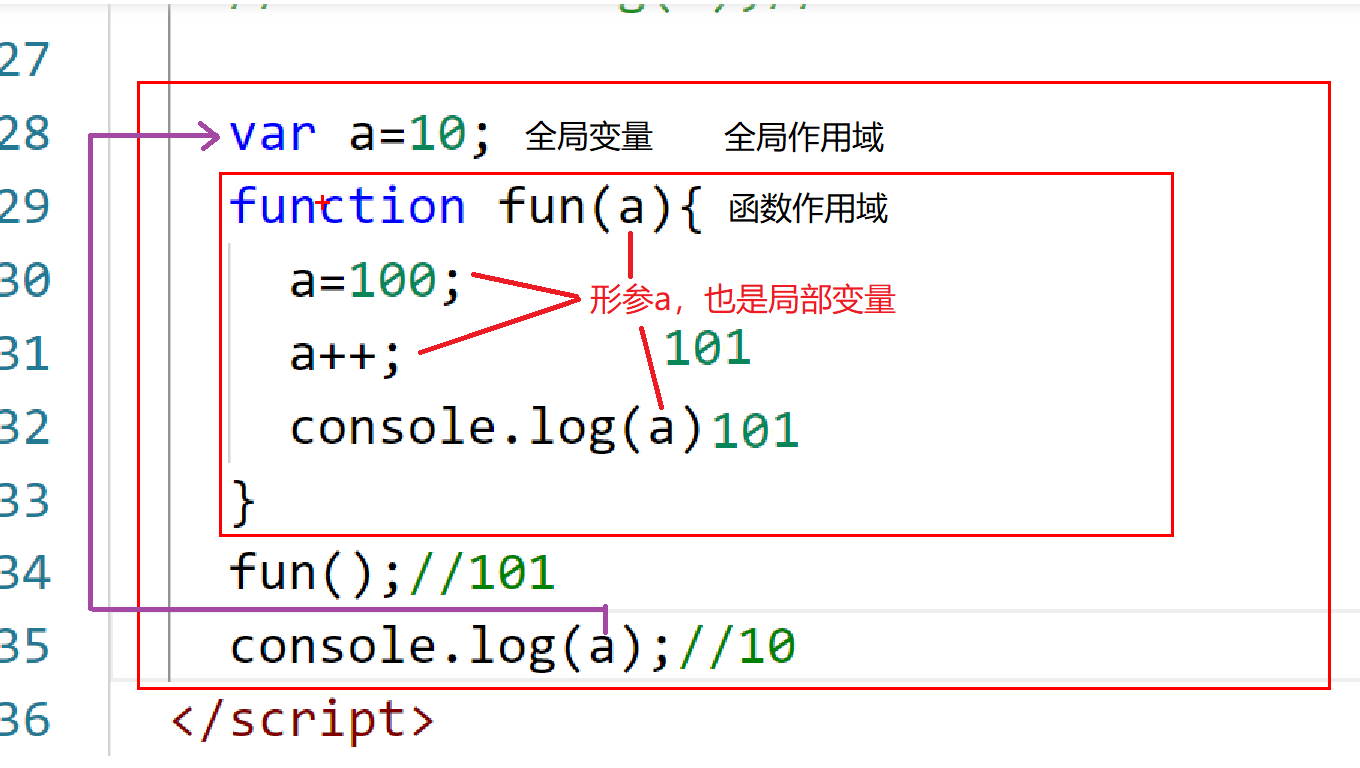 27
28 var a=10; 全局变量 全局作用域
29 function fun(a){ 函数作用域
30 a=100;
形参a，也是局部变量
31 a++; 101
32 console.log(a)101
33 }
34 fun();//101
35 console.log(a);//10
36 </script>